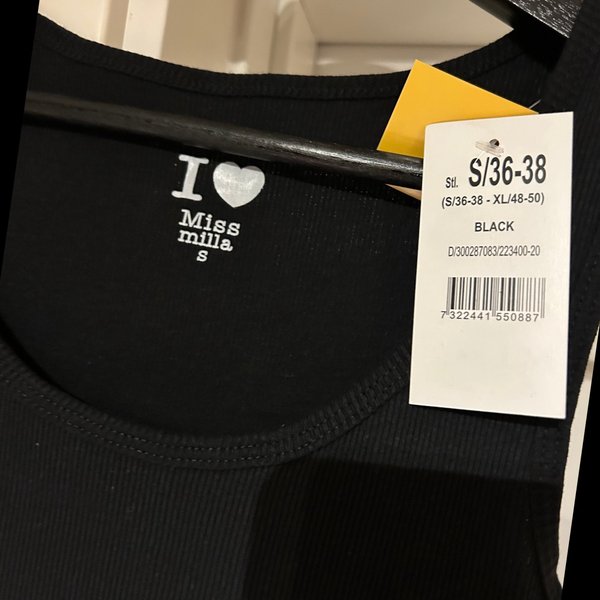 I
Miss
milla
s
Stl. S/36-38
(S/36-38 - XL/48-50)
BLACK
D/300287083/223400-20
7 322441 550887